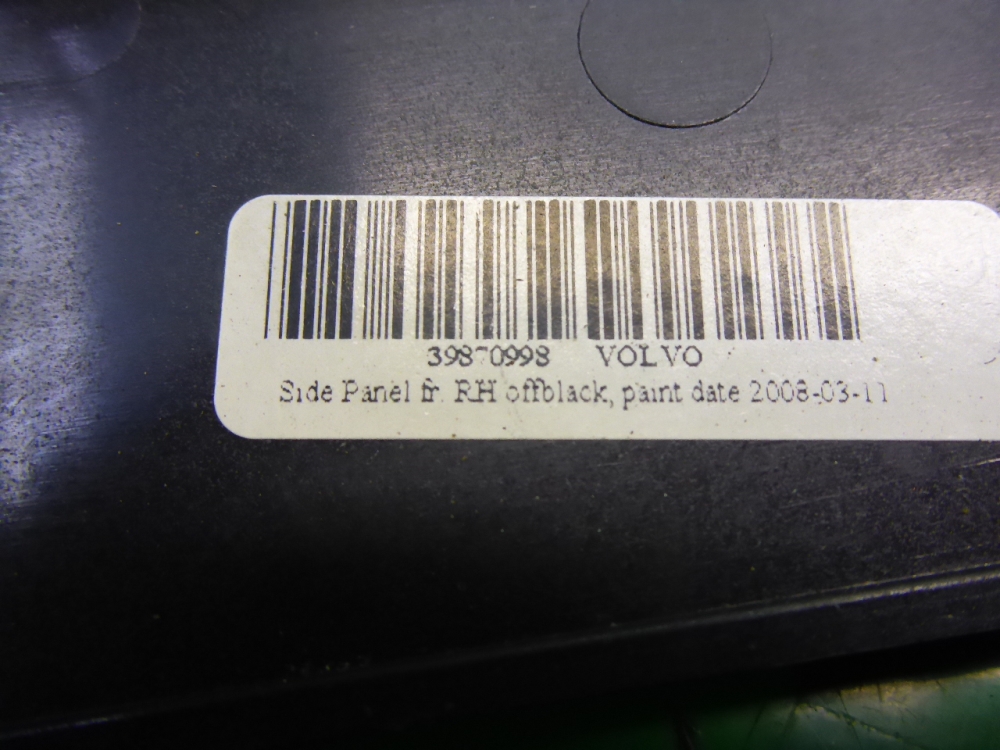 39870998 VOLVO
Side Panel fr. RH offblack, paint date 2008-03-11